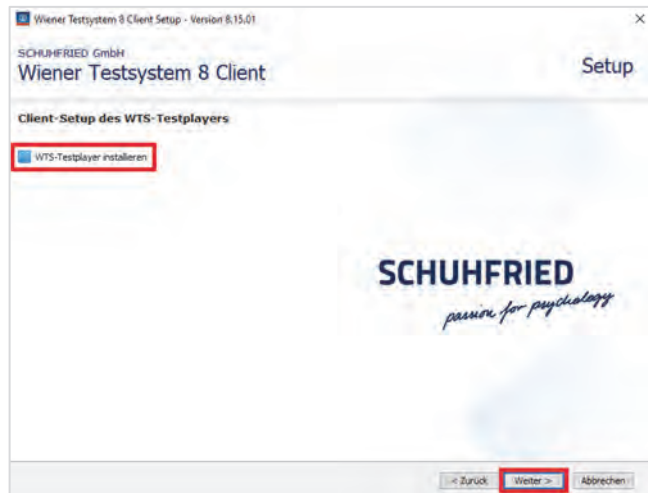 Wiener Testsystem 8 Client Setup - Version 8.15.01
SCHUHFRIED GmbH
Wiener Testsystem 8 Client
Setup
Client-Setup des WTS-Testplayers
WTS-Testplayer installieren
SCHUHFRIED
passion for psychology
< Zurück
Weiter >
Abbrechen